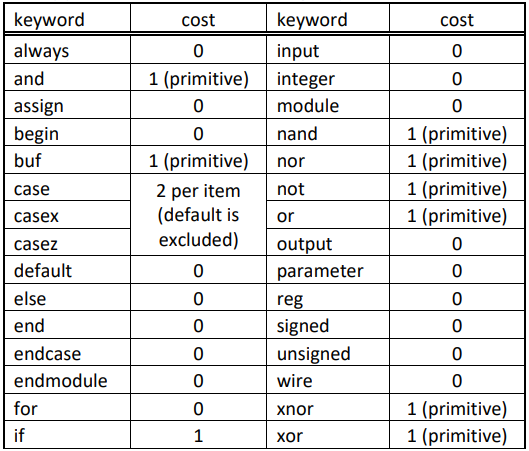 keyword cost keyword cost
always 0 input 0
and 1 (primitive) integer 0
assign 0 module 0
begin 0 nand 1 (primitive)
buf 1 (primitive) nor 1 (primitive)
case 2 per item not 1 (primitive)
casex (default is or 1 (primitive)
casez excluded) output 0
default 0 parameter 0
else 0 reg 0
end 0 signed 0
endcase 0 unsigned 0
endmodule 0 wire 0
for 0 xnor 1 (primitive)
if 1 xor 1 (primitive)